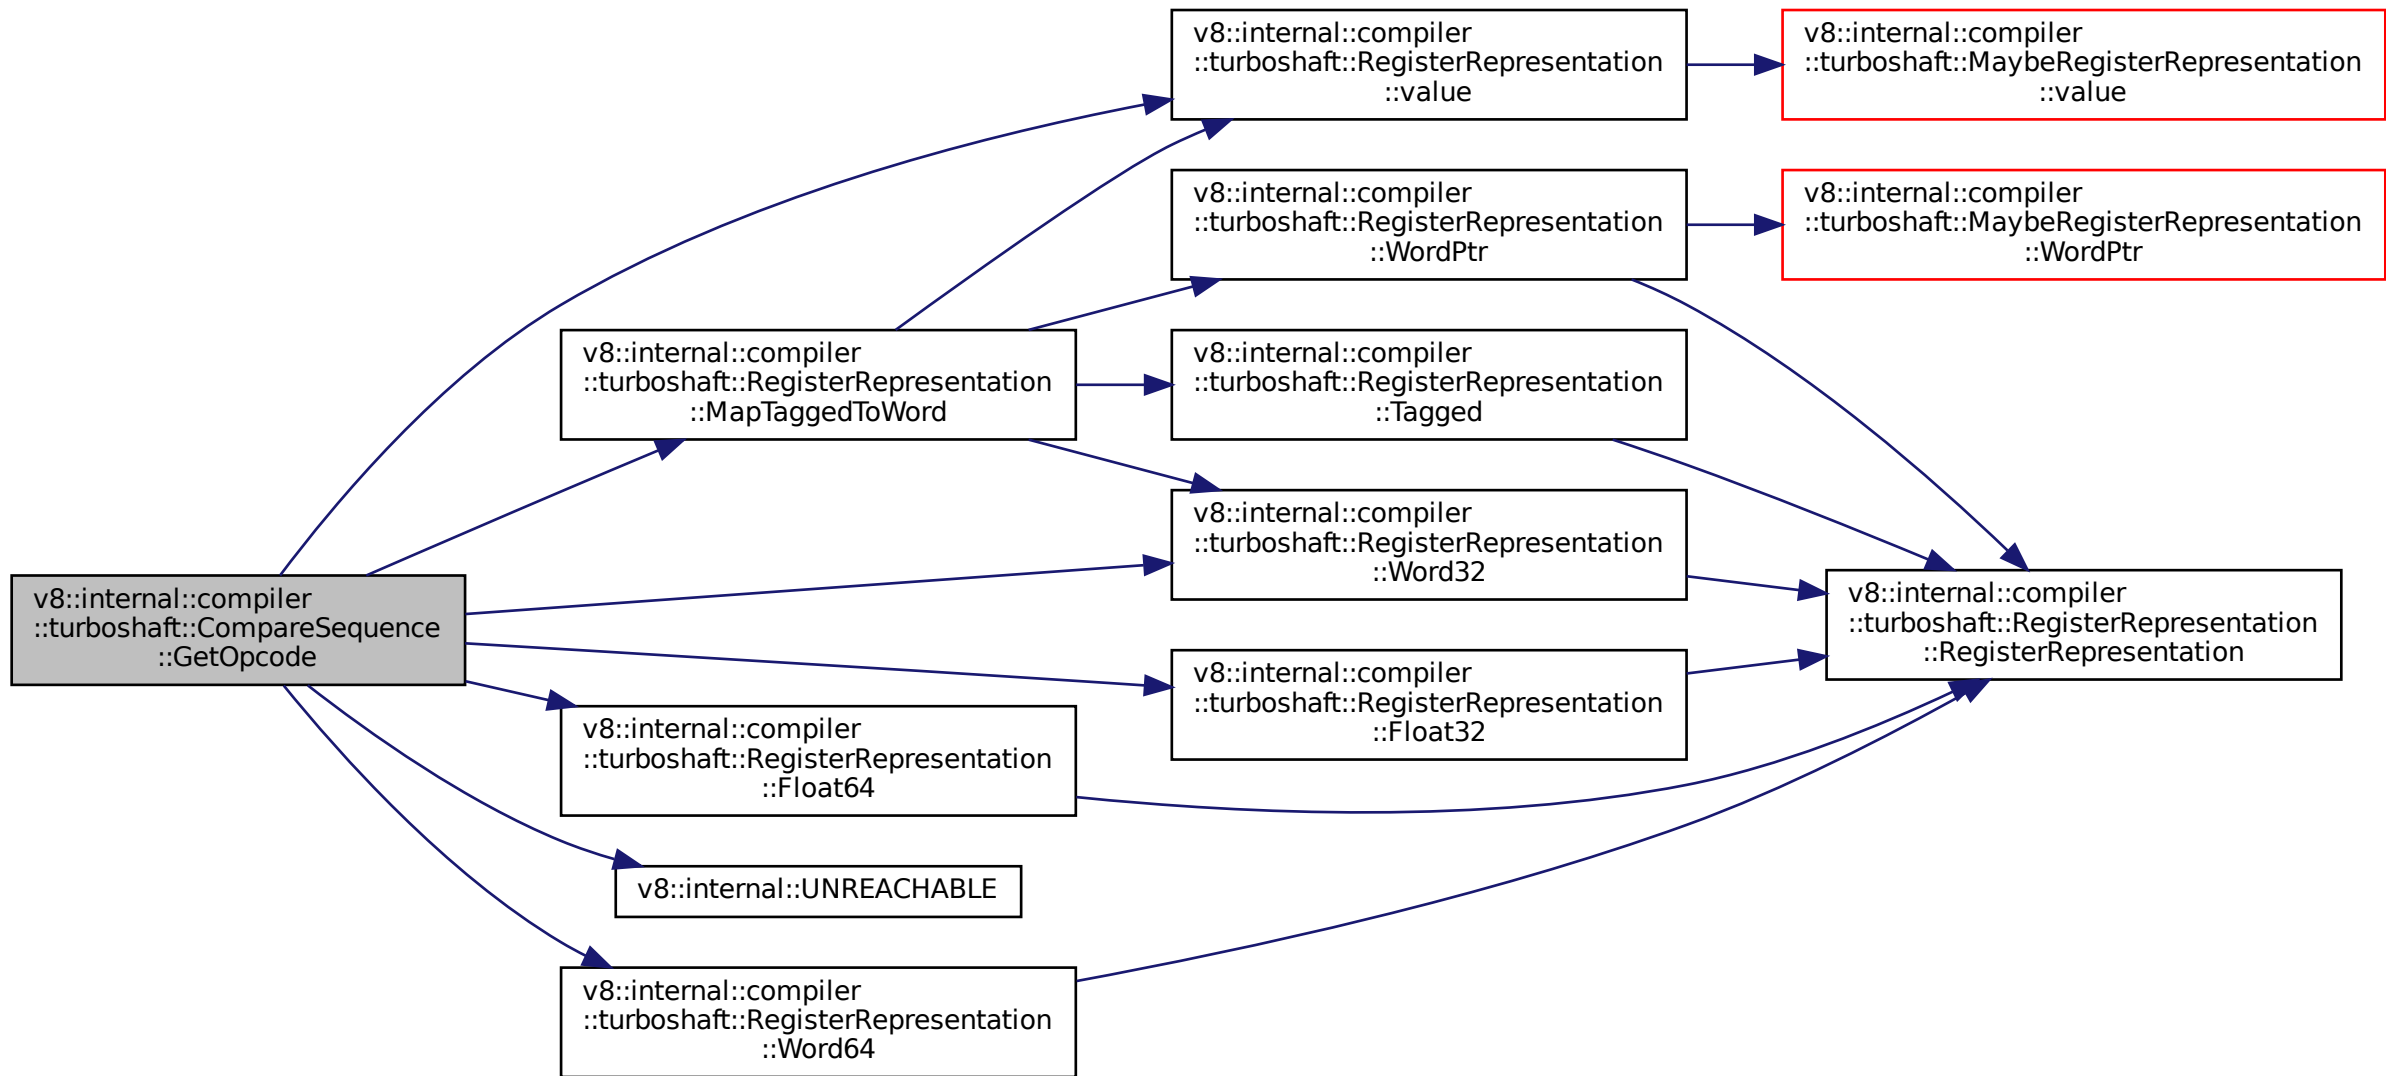 v8::internal::compiler
::turboshaft::RegisterRepresentation
::value
v8::internal::compiler
::turboshaft::MaybeRegisterRepresentation
::value
v8::internal::compiler
::turboshaft::RegisterRepresentation
::WordPtr
v8::internal::compiler
::turboshaft::MaybeRegisterRepresentation
::WordPtr
v8::internal::compiler
::turboshaft::RegisterRepresentation
::MapTaggedToWord
v8::internal::compiler
::turboshaft::RegisterRepresentation
::Tagged
v8::internal::compiler
::turboshaft::RegisterRepresentation
::Word32
v8::internal::compiler
::turboshaft::CompareSequence
::GetOpcode
v8::internal::compiler
::turboshaft::RegisterRepresentation
::RegisterRepresentation
v8::internal::compiler
::turboshaft::RegisterRepresentation
::Float32
v8::internal::compiler
::turboshaft::RegisterRepresentation
::Float64
v8::internal::UNREACHABLE
v8::internal::compiler
::turboshaft::RegisterRepresentation
::Word64